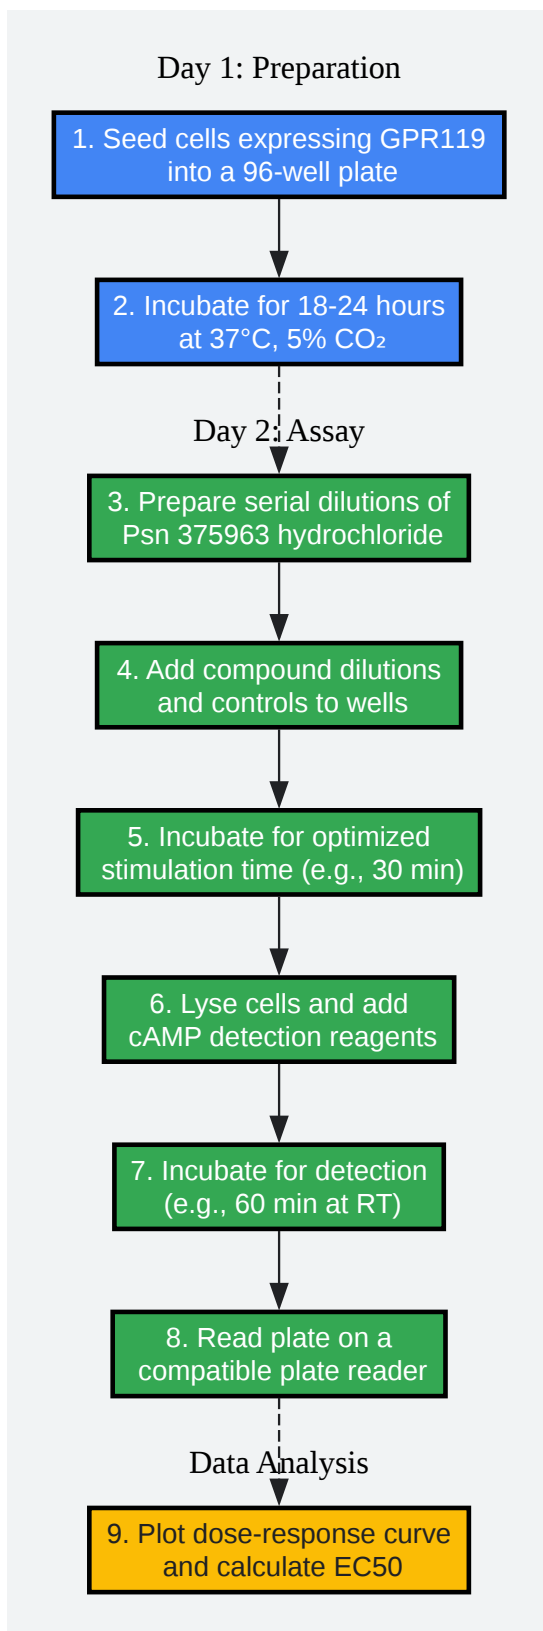 Day 1: Preparation
1. Seed cells expressing GPR119
into a 96-well plate
2. Incubate for 18-24 hours
at 37°C, 5% CO₂
Day 2: Assay
3. Prepare serial dilutions of
Psn 375963 hydrochloride
4. Add compound dilutions
and controls to wells
5. Incubate for optimized
stimulation time (e.g., 30 min)
6. Lyse cells and add
cAMP detection reagents
7. Incubate for detection
(e.g., 60 min at RT)
8. Read plate on a
compatible plate reader
Data Analysis
9. Plot dose-response curve
and calculate EC50